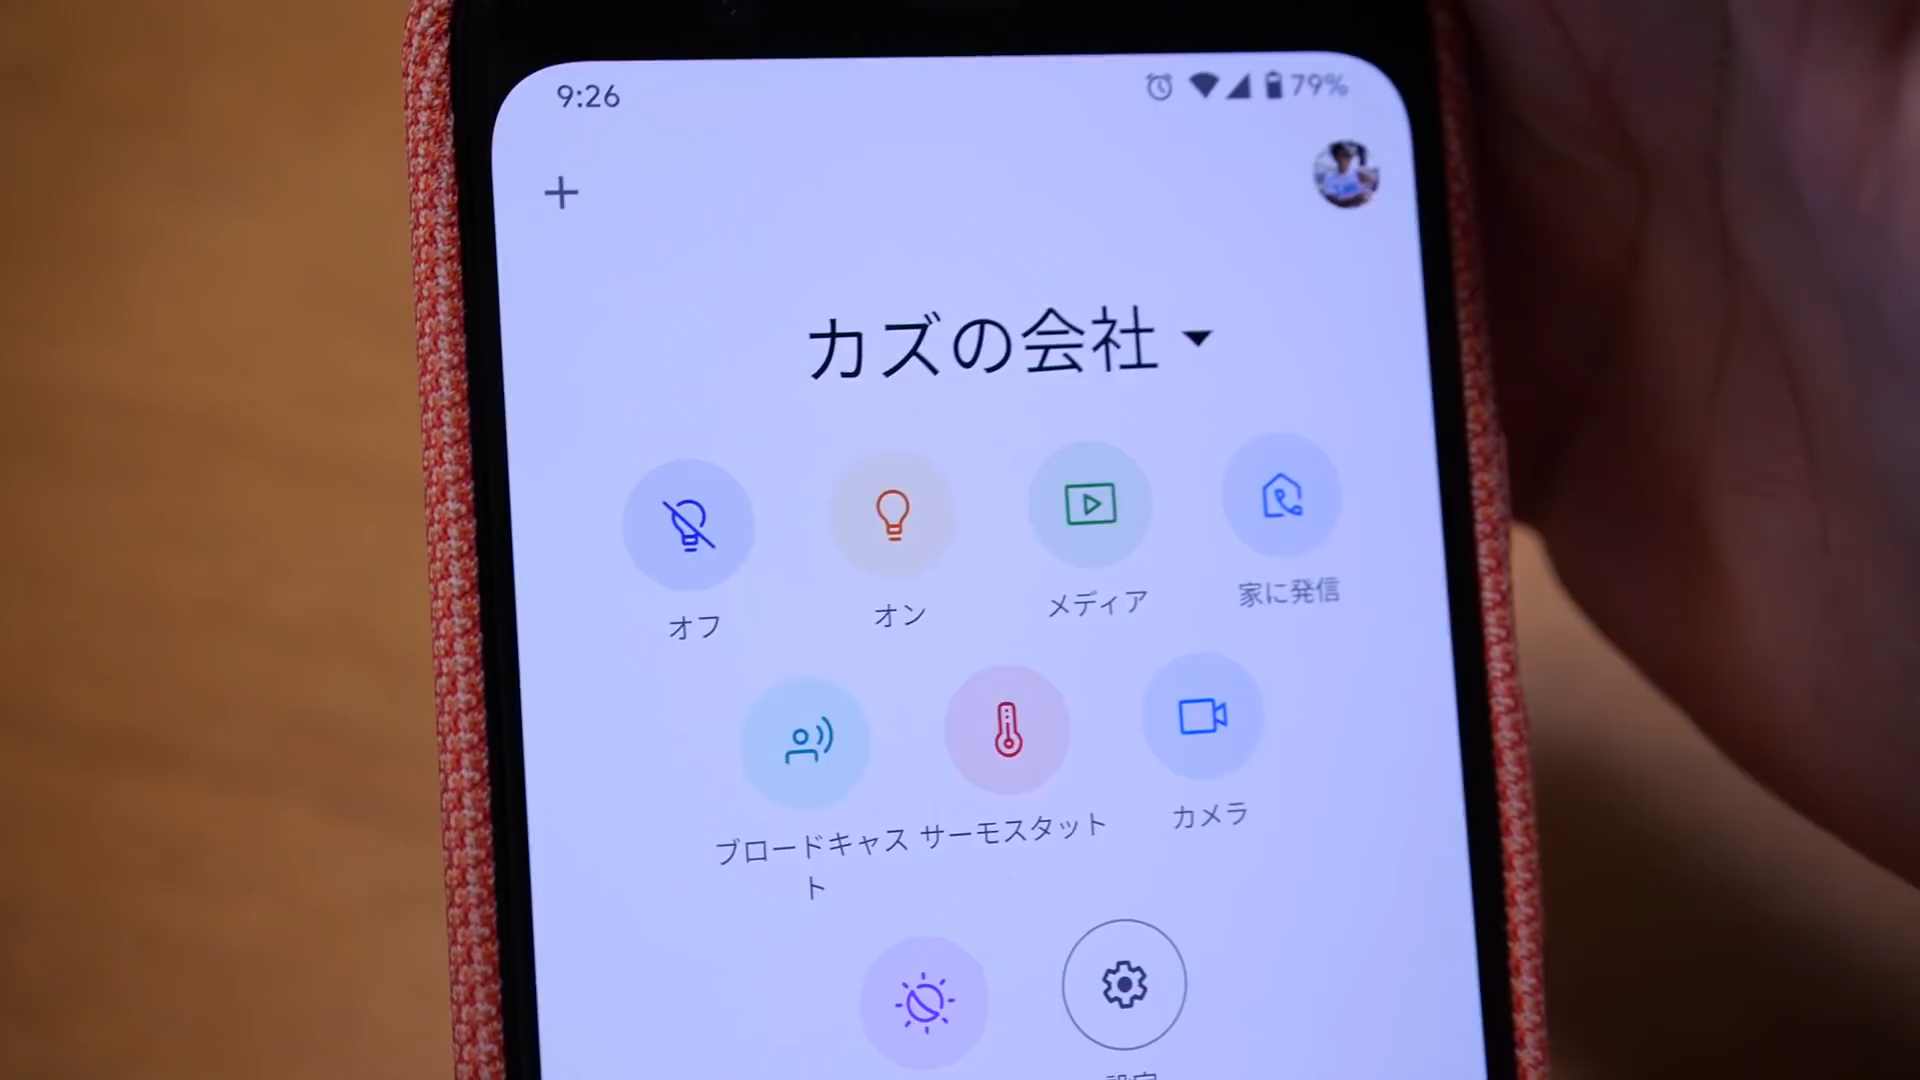 9:26
79%
カズの会社
オフ
オン
メディア
家に発信
ブロードキャス
ト
サーモスタット
カメラ